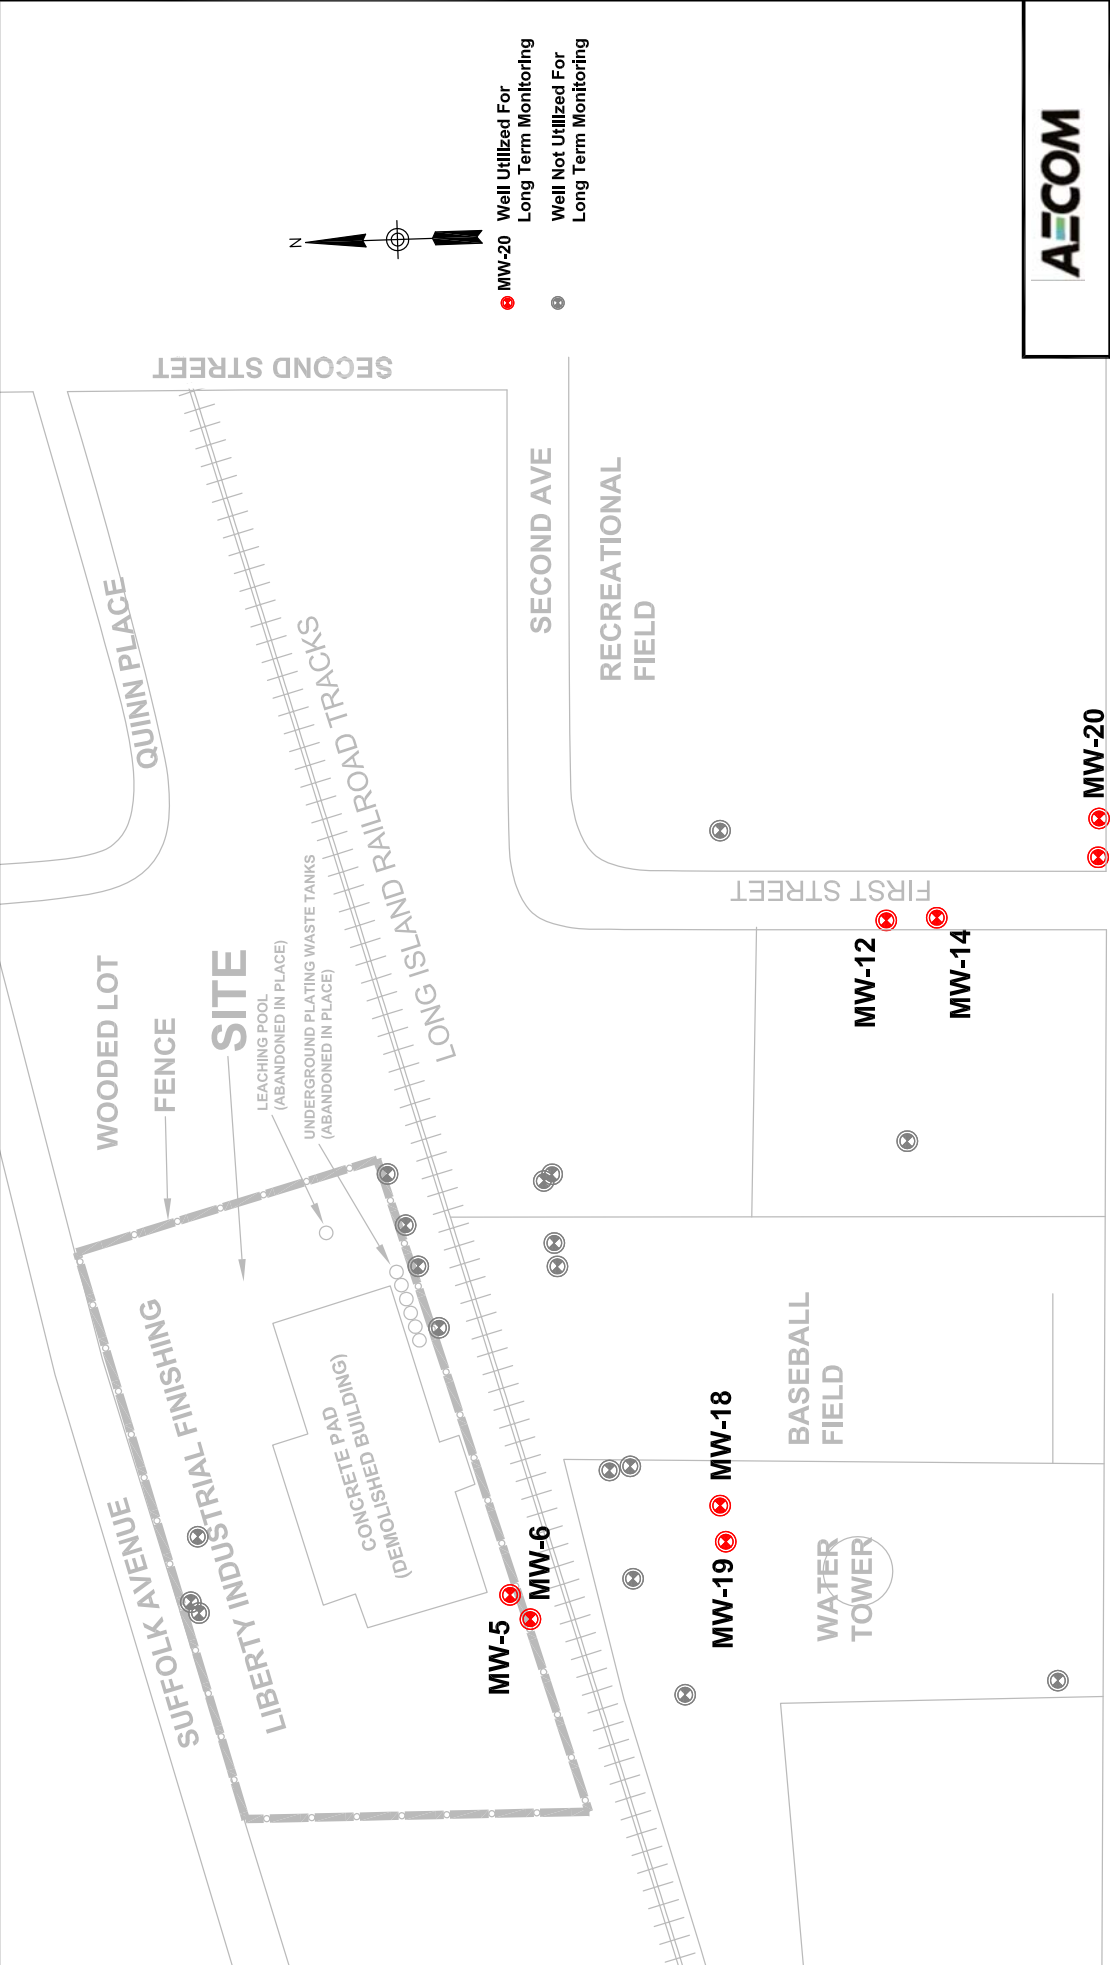 SUFFOLK AVENUE
LIBERTY INDUSTRIAL FINISHING
WOODED LOT
FENCE
SITE
LEACHING POOL
(ABANDONED IN PLACE)
UNDERGROUND PLATING WASTE TANKS
(ABANDONED IN PLACE)
CONCRETE PAD
(DEMOLISHED BUILDING)
QUINN PLACE
LONG ISLAND RAILROAD TRACKS
SECOND STREET
N
MW-20
Well Utilized For
Long Term Monitoring
Well Not Utilized For
Long Term Monitoring
SECOND AVE
RECREATIONAL
FIELD
MW-5
MW-6
MW-18
MW-19
BASEBALL
FIELD
WATER
TOWER
FIRST STREET
MW-12
MW-14
MW-20
AECOM